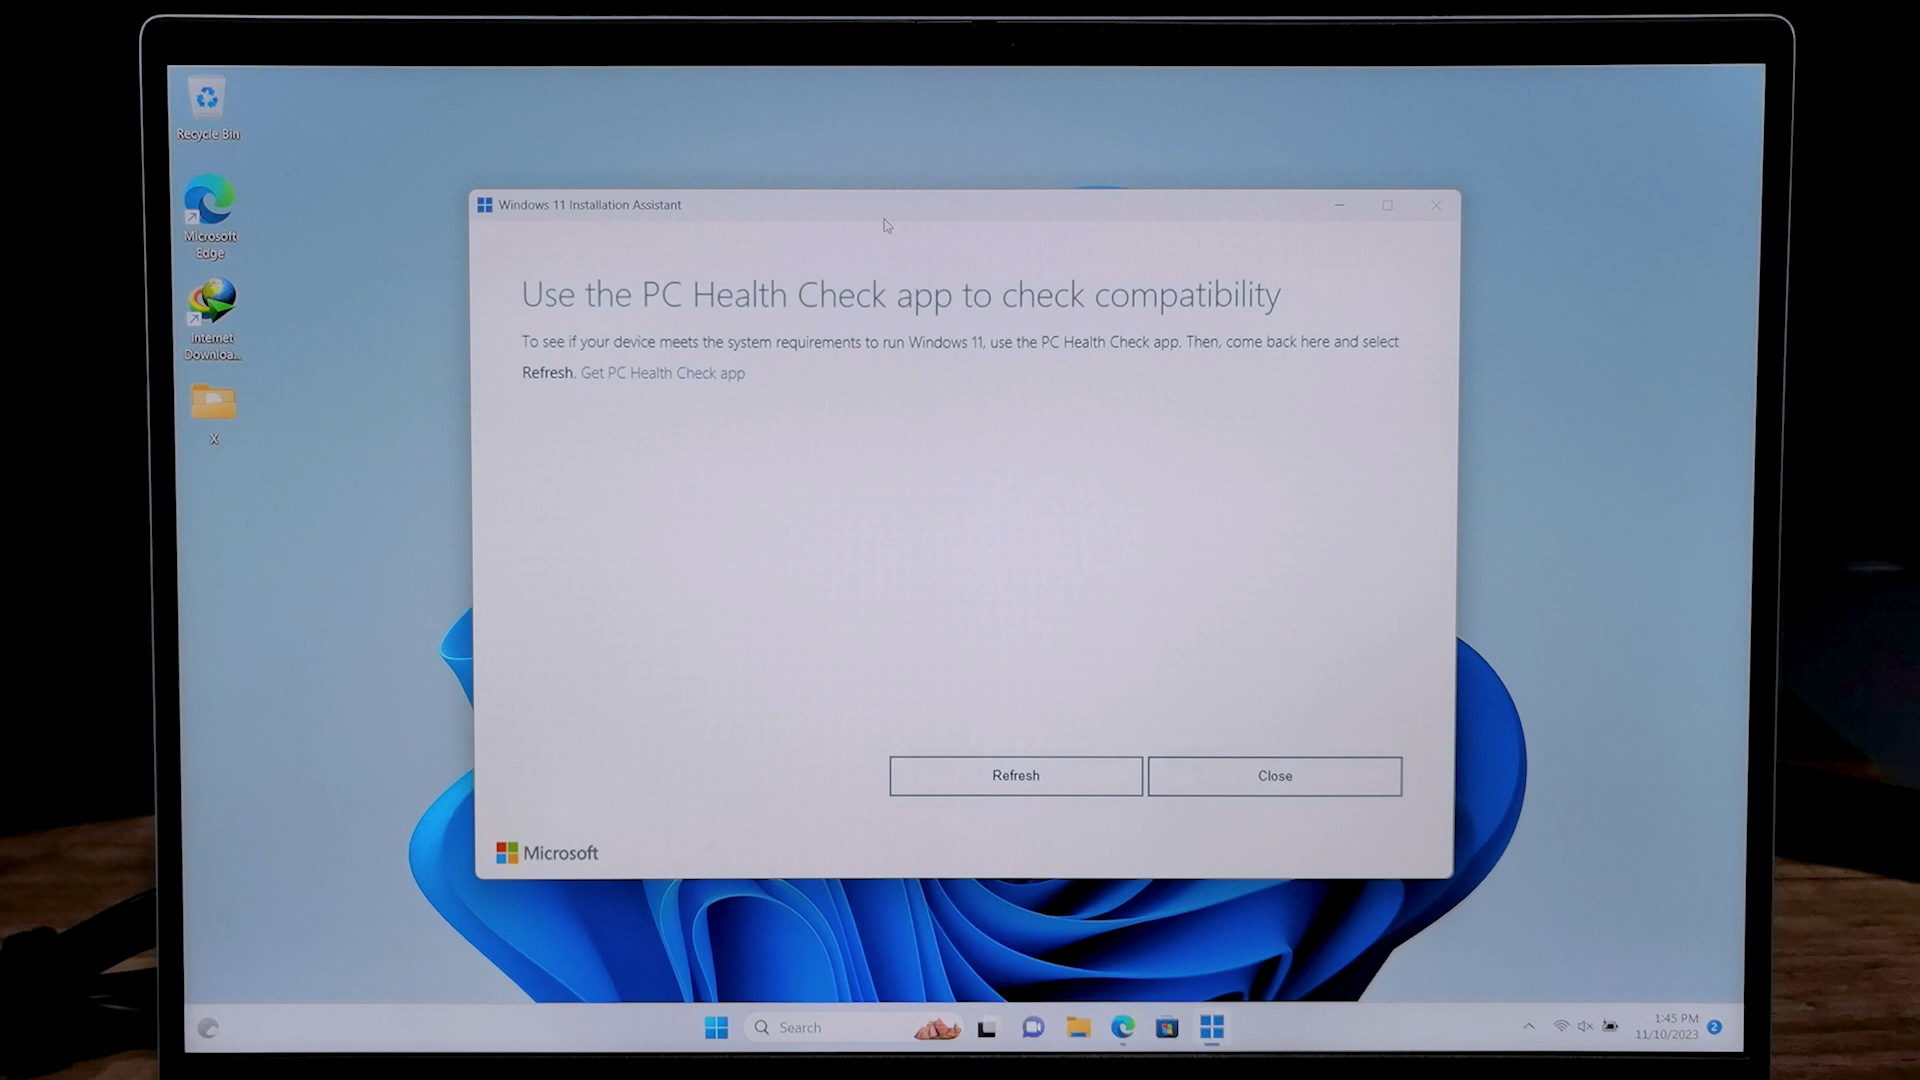 Recycle Bin
Microsoft
Edge
Internet
Downloa...
X
Windows 11 Installation Assistant
Use the PC Health Check app to check compatibility
To see if your device meets the system requirements to run Windows 11, use the PC Health Check app. Then, come back here and select
Refresh. Get PC Health Check app
Refresh
Close
Microsoft
Search
1:45 PM
11/10/2023
2